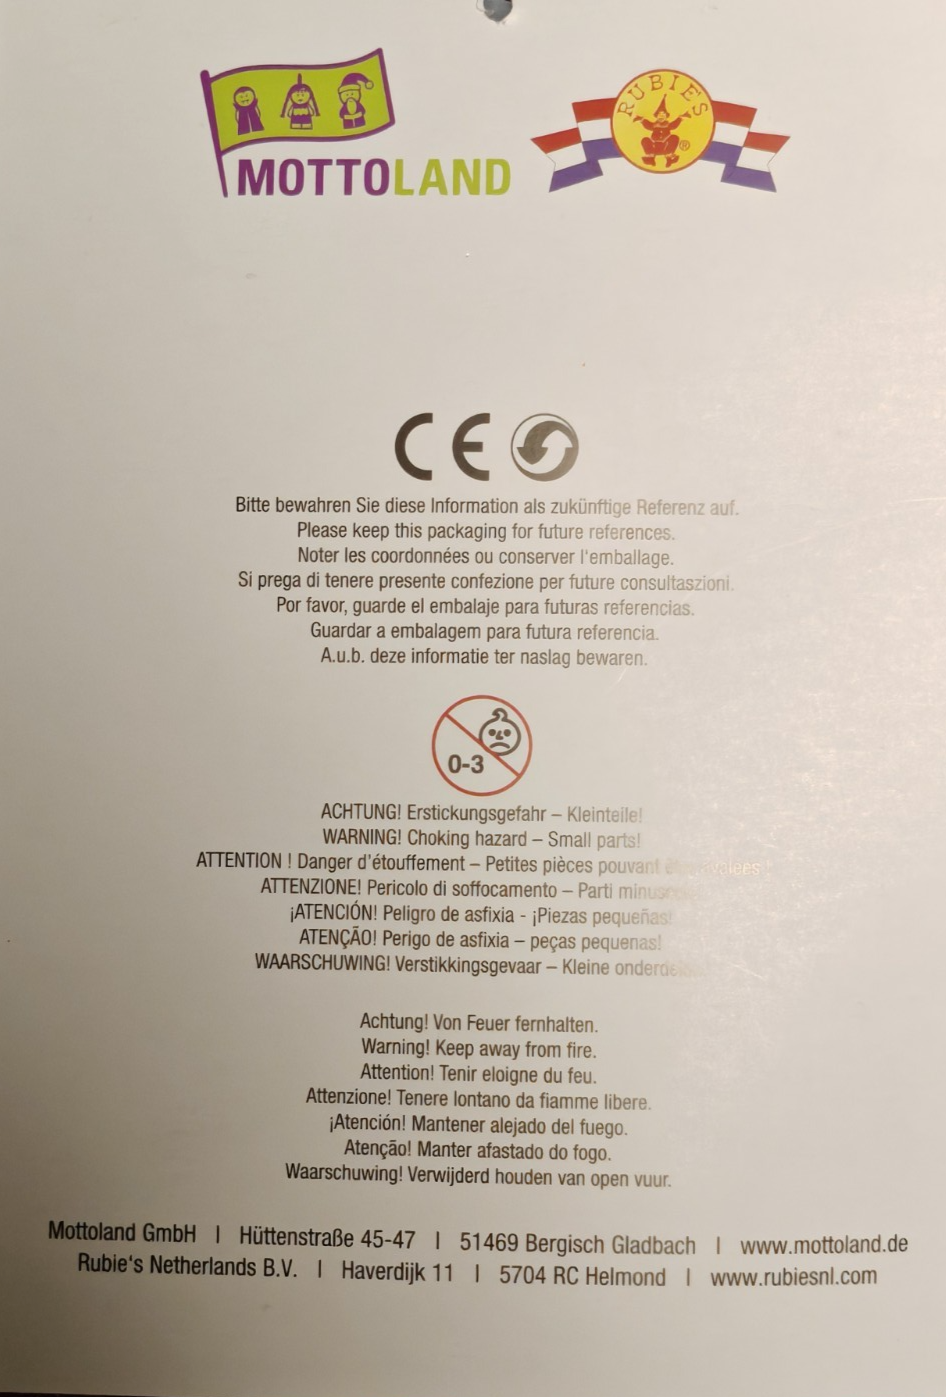 MOTTOLAND
RUBIE'S ®
CE
Bitte bewahren Sie diese Information als zukünftige Referenz auf.
Please keep this packaging for future references.
Noter les coordonnées ou conserver l'emballage.
Si prega di tenere presente confezione per future consultaszioni.
Por favor, guarde el embalaje para futuras referencias.
Guardar a embalagem para futura referencia.
A.u.b. deze informatie ter naslag bewaren.
0-3
ACHTUNG! Erstickungsgefahr – Kleinteile!
WARNING! Choking hazard – Small parts!
ATTENTION ! Danger d'étouffement – Petites pièces pouvant
ATTENZIONE! Pericolo di soffocamento – Parti
¡ATENCIÓN! Peligro de asfixia - ¡Piezas pequeñas!
ATENÇÃO! Perigo de asfixia – peças pequenas!
WAARSCHUWING! Verstikkingsgevaar – Kleine
Achtung! Von Feuer fernhalten.
Warning! Keep away from fire.
Attention! Tenir eloigne du feu.
Attenzione! Tenere lontano da fiamme libere.
¡Atención! Mantener alejado del fuego.
Atenção! Manter afastado do fogo.
Waarschuwing! Verwijderd houden van open vuur.
Mottoland GmbH | Hüttenstraße 45-47 | 51469 Bergisch Gladbach | www.mottoland.de
Rubie's Netherlands B.V. | Haverdijk 11 | 5704 RC Helmond | www.rubiesnl.com